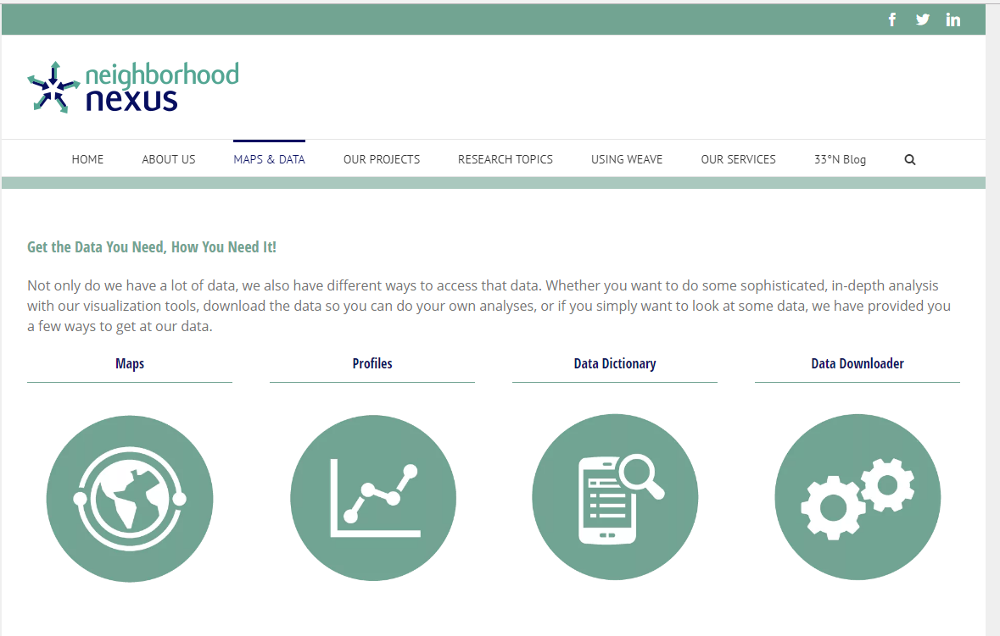 neighborhood
nexus
HOME ABOUT US MAPS & DATA OUR PROJECTS RESEARCH TOPICS USING WEAVE OUR SERVICES 33°N Blog
Get the Data You Need, How You Need It!
Not only do we have a lot of data, we also have different ways to access that data. Whether you want to do some sophisticated, in-depth analysis
with our visualization tools, download the data so you can do your own analyses, or if you simply want to look at some data, we have provided you
a few ways to get at our data.
Maps Profiles Data Dictionary Data Downloader